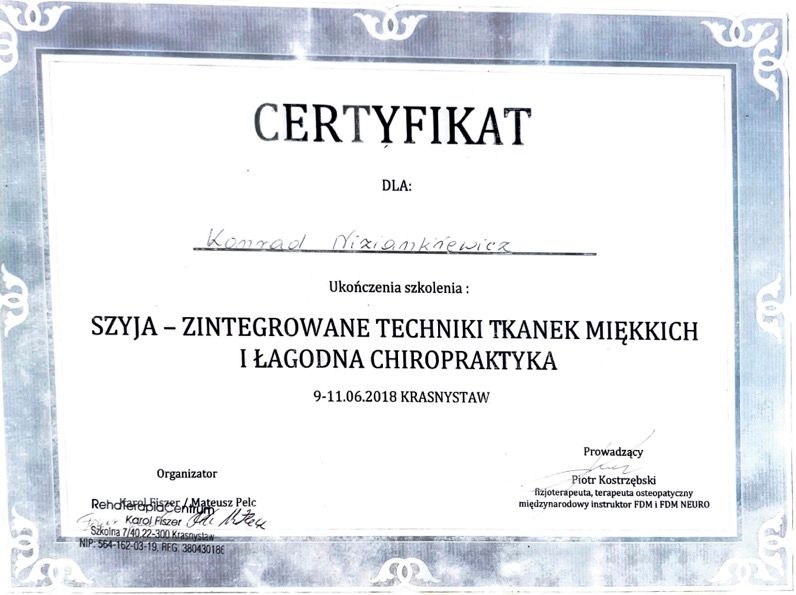 CERTYFIKAT
DLA:
Konrad Niziankiewicz
Ukończenia szkolenia :
SZYJA – ZINTEGROWANE TECHNIKI TKANEK MIĘKKICH
I ŁAGODNA CHIROPRAKTYKA
9-11.06.2018 KRASNYSTAW
Organizator
Karol Fiszer / Mateusz Pelc
RehaTerapiaCentrum
Karol Fiszer
Szkolna 7/40,22-300 Krasnystaw
NIP: 564-162-03-19, REG. 380430186
Prowadzący
Piotr Kostrzębski
fizjoterapeuta, terapeuta osteopatyczny
międzynarodowy instruktor FDM i FDM NEURO